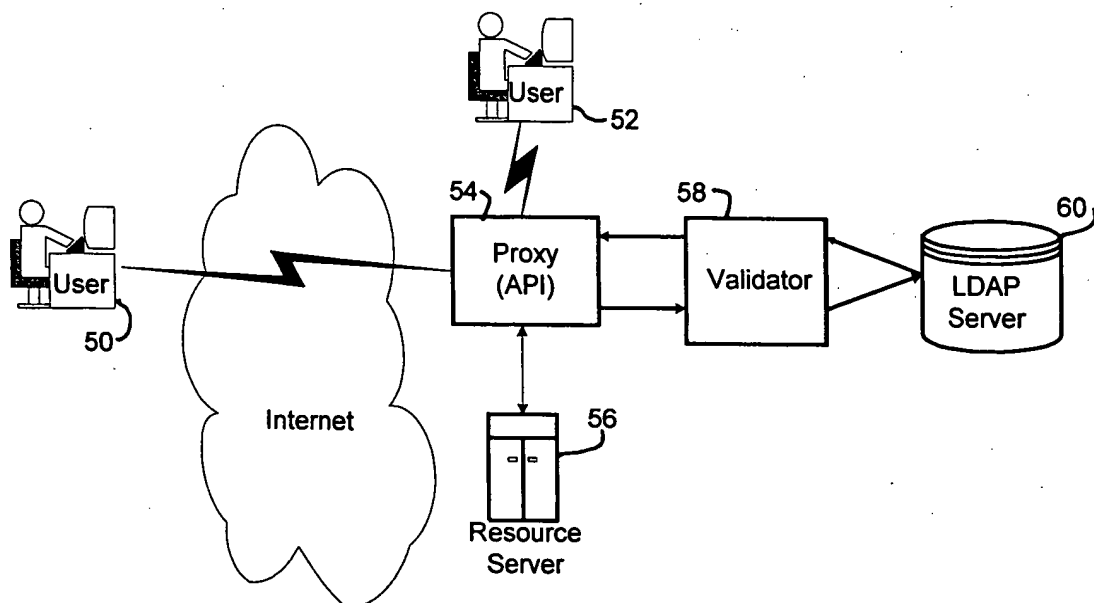 User
52
54
58
60
User
50
Proxy
(API)
Validator
LDAP
Server
Internet
56
Resource
Server